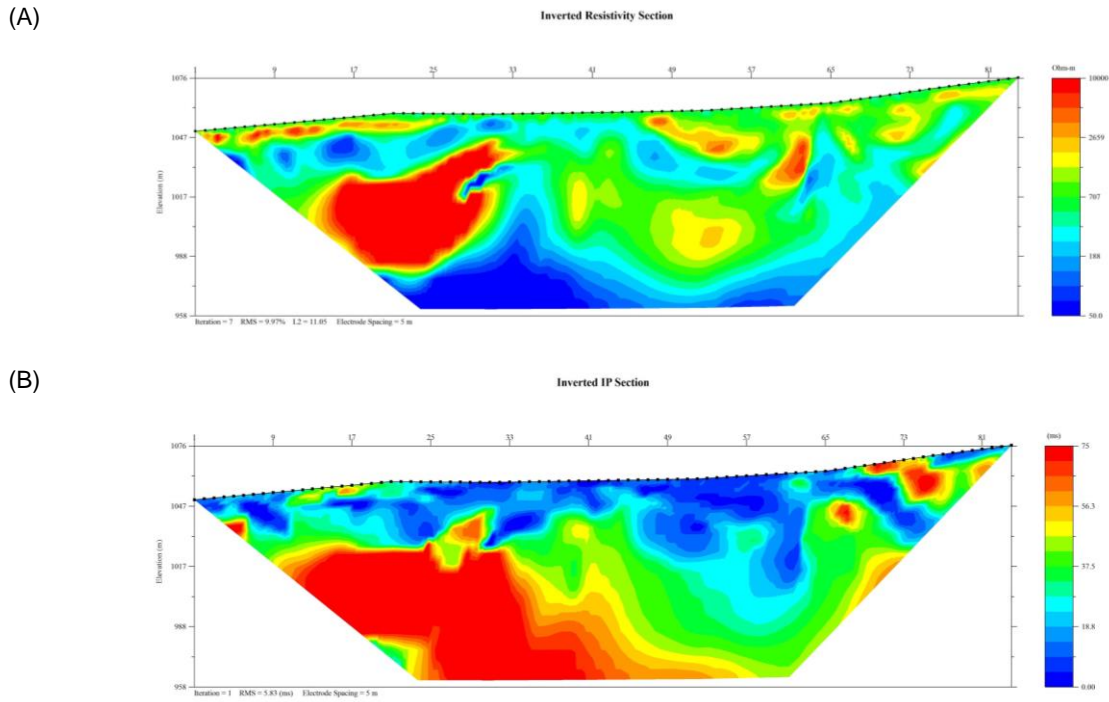 (A)
Inverted Resistivity Section
1 9 17 25 33 41 49 57 65 73 81
Ohm-m
1076
1047
1017
988
958
Elevation (m)
10000
2659
707
188
50.0
Iteration = 7 RMS = 9.97% L2 = 11.05 Electrode Spacing = 5 m
(B)
Inverted IP Section
1 9 17 25 33 41 49 57 65 73 81
(ms)
1076
1047
1017
988
958
Elevation (m)
75
56.3
37.5
18.8
0.00
Iteration = 1 RMS = 5.83 (ms) Electrode Spacing = 5 m